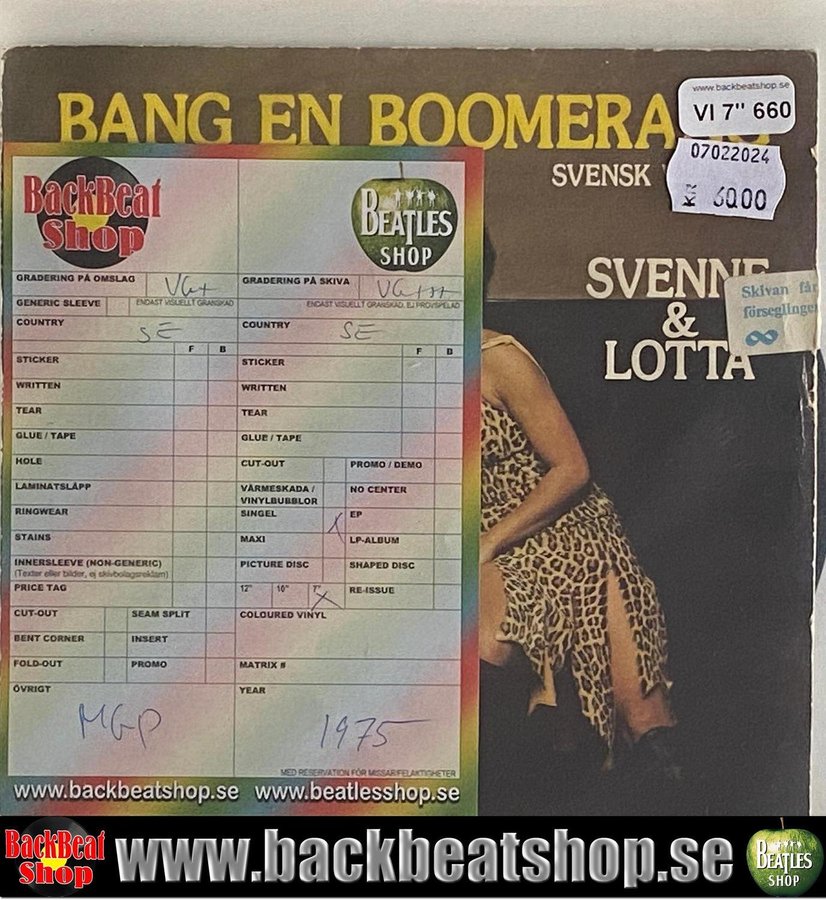 BANG EN BOOMERANG
www.backbeatshop.se
VI 7" 660
07022024
KR 6000
SVENSK
SVENNE
&
LOTTA
Skivan får
förseglinge
BackBeat
Shop
BEATLES
SHOP
GRADERING PÅ OMSLAG VG+ GRADERING PÅ SKIVA VG++
GENERIC SLEEVE ENDAST VISUELLT GRANSKAD ENDAST VISUELLT GRANSKAD, EJ PROVSPELAD
COUNTRY SE COUNTRY SE
F B F B
STICKER STICKER
WRITTEN WRITTEN
TEAR TEAR
GLUE / TAPE GLUE / TAPE
HOLE CUT-OUT PROMO / DEMO
LAMINATSLÄPP VÄRMESKADA / VINYLBUBBLOR NO CENTER
RINGWEAR SINGEL X EP
STAINS MAXI LP-ALBUM
INNERSLEEVE (NON-GENERIC) PICTURE DISC SHAPED DISC
(Texter eller bilder, ej skivbolagsreklam)
PRICE TAG 12" 10" 7" X RE-ISSUE
CUT-OUT SEAM SPLIT COLOURED VINYL
BENT CORNER INSERT
FOLD-OUT PROMO MATRIX #
ÖVRIGT YEAR
MGP 1975
MED RESERVATION FÖR MISSAR/FELAKTIGHETER
www.backbeatshop.se www.beatlesshop.se
BackBeat
Shop
www.backbeatshop.se
BEATLES
SHOP